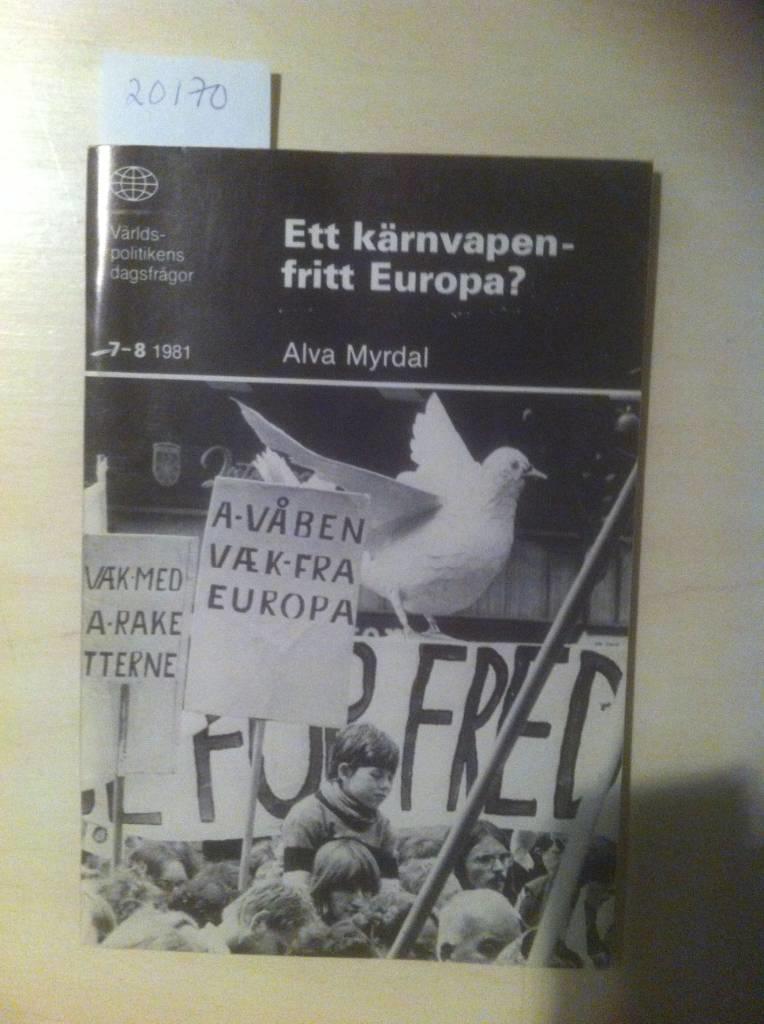 20170
Världs-
politikens
dagsfrågor
Ett kärnvapen-
fritt Europa?
7-8 1981
Alva Myrdal
A-VÅBEN
VÆK-FRA
EUROPA
VÆK-MED
A-RAKE
TTERNE
FOR FRED